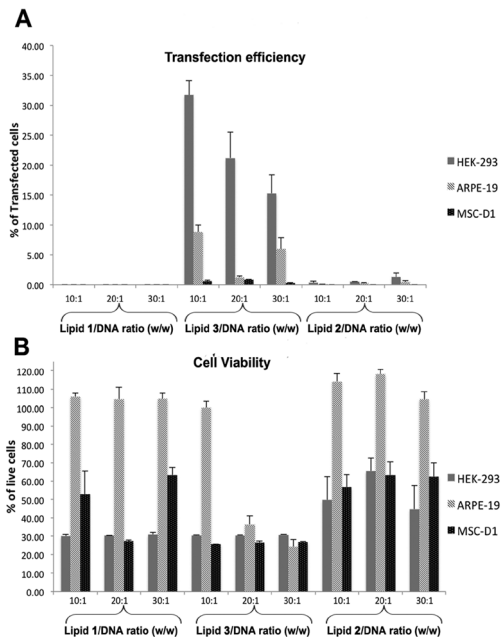 A
Transfection efficiency
% of Transfected cells
40.00
35.00
30.00
25.00
20.00
15.00
10.00
5.00
0.00
10:1 20:1 30:1 10:1 20:1 30:1 10:1 20:1 30:1
Lipid 1/DNA ratio (w/w) Lipid 3/DNA ratio (w/w) Lipid 2/DNA ratio (w/w)
HEK-293
ARPE-19
MSC-D1
B
Cell Viability
% of live cells
120.00
110.00
100.00
90.00
80.00
70.00
60.00
50.00
40.00
30.00
20.00
10.00
0.00
10:1 20:1 30:1 10:1 20:1 30:1 10:1 20:1 30:1
Lipid 1/DNA ratio (w/w) Lipid 3/DNA ratio (w/w) Lipid 2/DNA ratio (w/w)
HEK-293
ARPE-19
MSC-D1